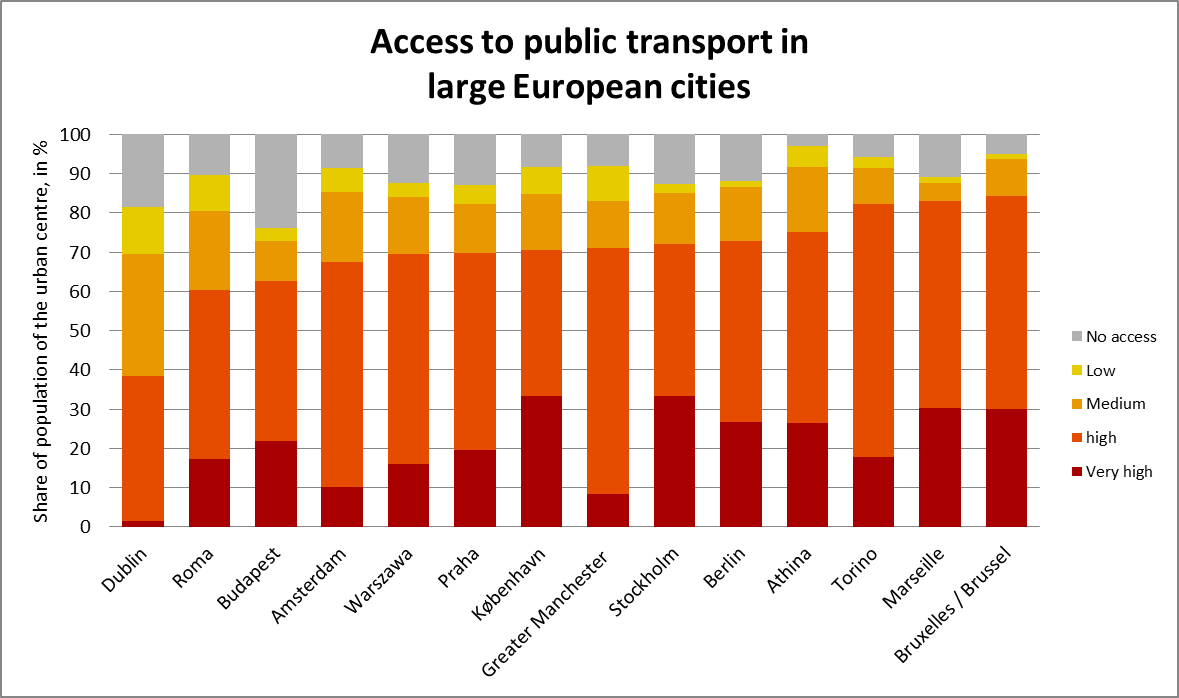 Access to public transport in
large European cities
Share of population of the urban centre, in %
100
90
80
70
60
50
40
30
20
10
0
Dublin
Roma
Budapest
Amsterdam
Warszawa
Praha
København
Greater Manchester
Stockholm
Berlin
Athina
Torino
Marseille
Bruxelles / Brussel
No access
Low
Medium
high
Very high